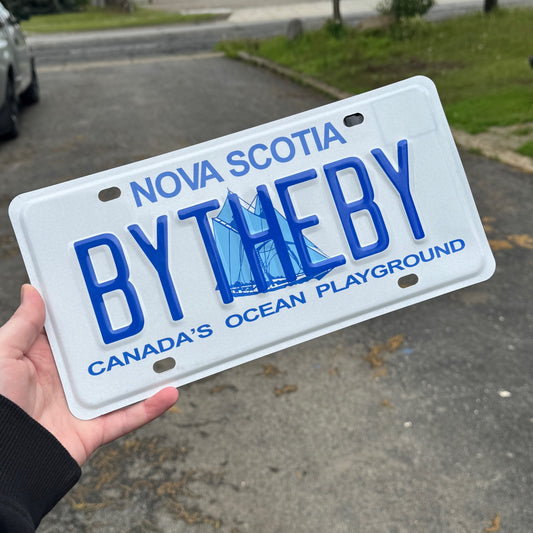 NOVA SCOTIA
BYTHEBY
CANADA'S OCEAN PLAYGROUND